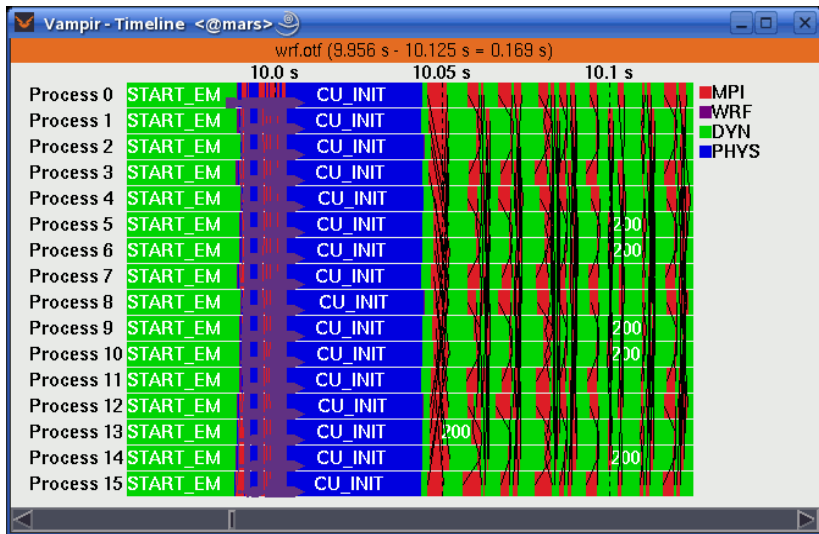 Vampir - Timeline <@mars>
wrf.otf (9.956 s - 10.125 s = 0.169 s)
10.0 s 10.05 s 10.1 s
Process 0 START_EM CU_INIT MPI
Process 1 START_EM CU_INIT WRF
Process 2 START_EM CU_INIT DYN
Process 3 START_EM CU_INIT PHYS
Process 4 START_EM CU_INIT
Process 5 START_EM CU_INIT 200
Process 6 START_EM CU_INIT 200
Process 7 START_EM CU_INIT
Process 8 START_EM CU_INIT
Process 9 START_EM CU_INIT 200
Process 10 START_EM CU_INIT 200
Process 11 START_EM CU_INIT
Process 12 START_EM CU_INIT
Process 13 START_EM CU_INIT 200
Process 14 START_EM CU_INIT 200
Process 15 START_EM CU_INIT